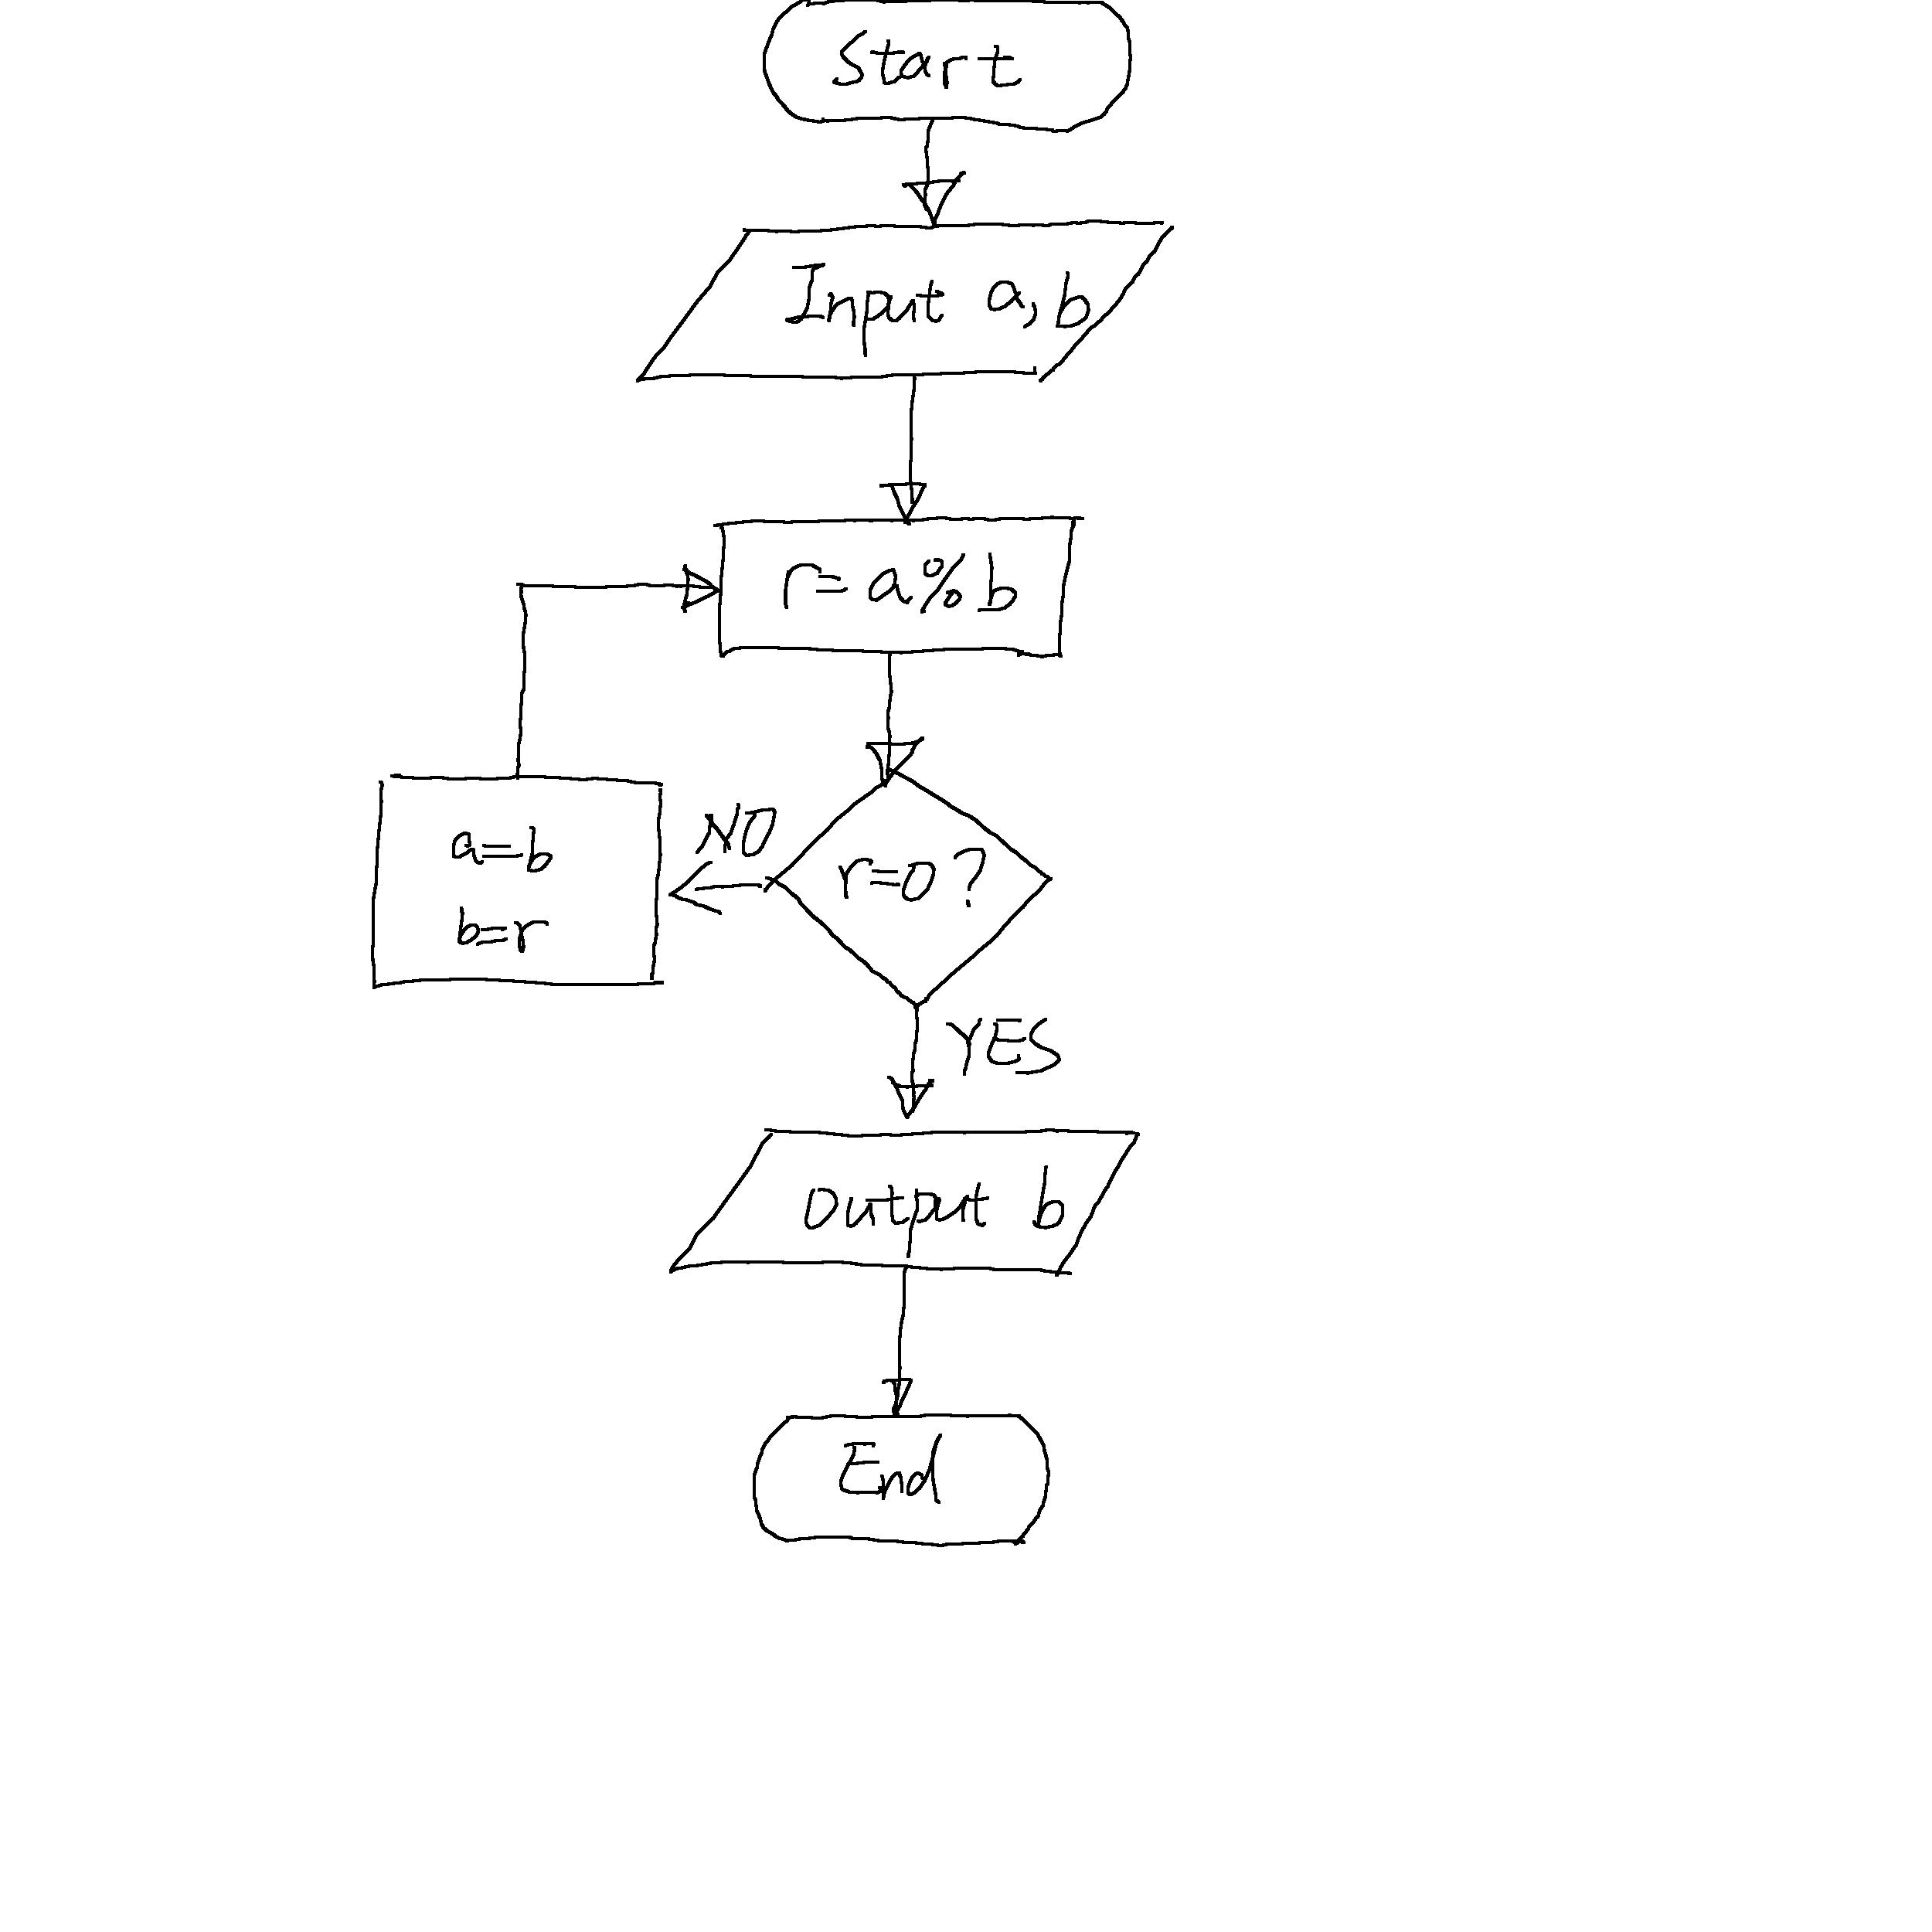 Start
Input a, b
r=a%b
NO
r=0?
a=b
b=r
YES
Output b
End